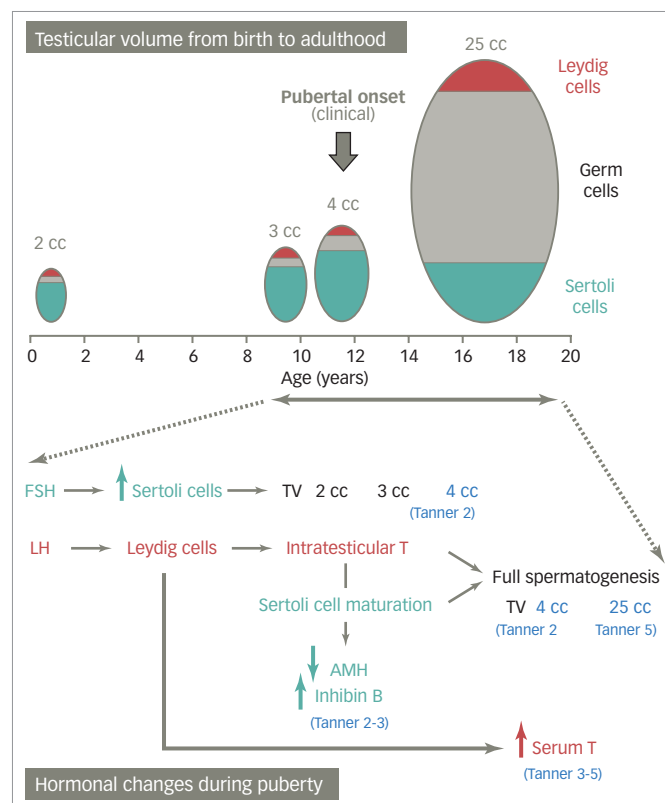 Testicular volume from birth to adulthood
25 cc
Leydig
cells
Pubertal onset
(clinical)
Germ
cells
4 cc
3 cc
2 cc
Sertoli
cells
0 2 4 6 8 10 12 14 16 18 20
Age (years)
FSH Sertoli cells TV 2 cc 3 cc 4 cc
(Tanner 2)
LH Leydig cells Intratesticular T
Full spermatogenesis
Sertoli cell maturation
TV 4 cc 25 cc
(Tanner 2 Tanner 5)
AMH
Inhibin B
(Tanner 2-3)
Serum T
(Tanner 3-5)
Hormonal changes during puberty